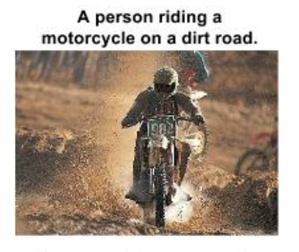 A person riding a
motorcycle on a dirt road.